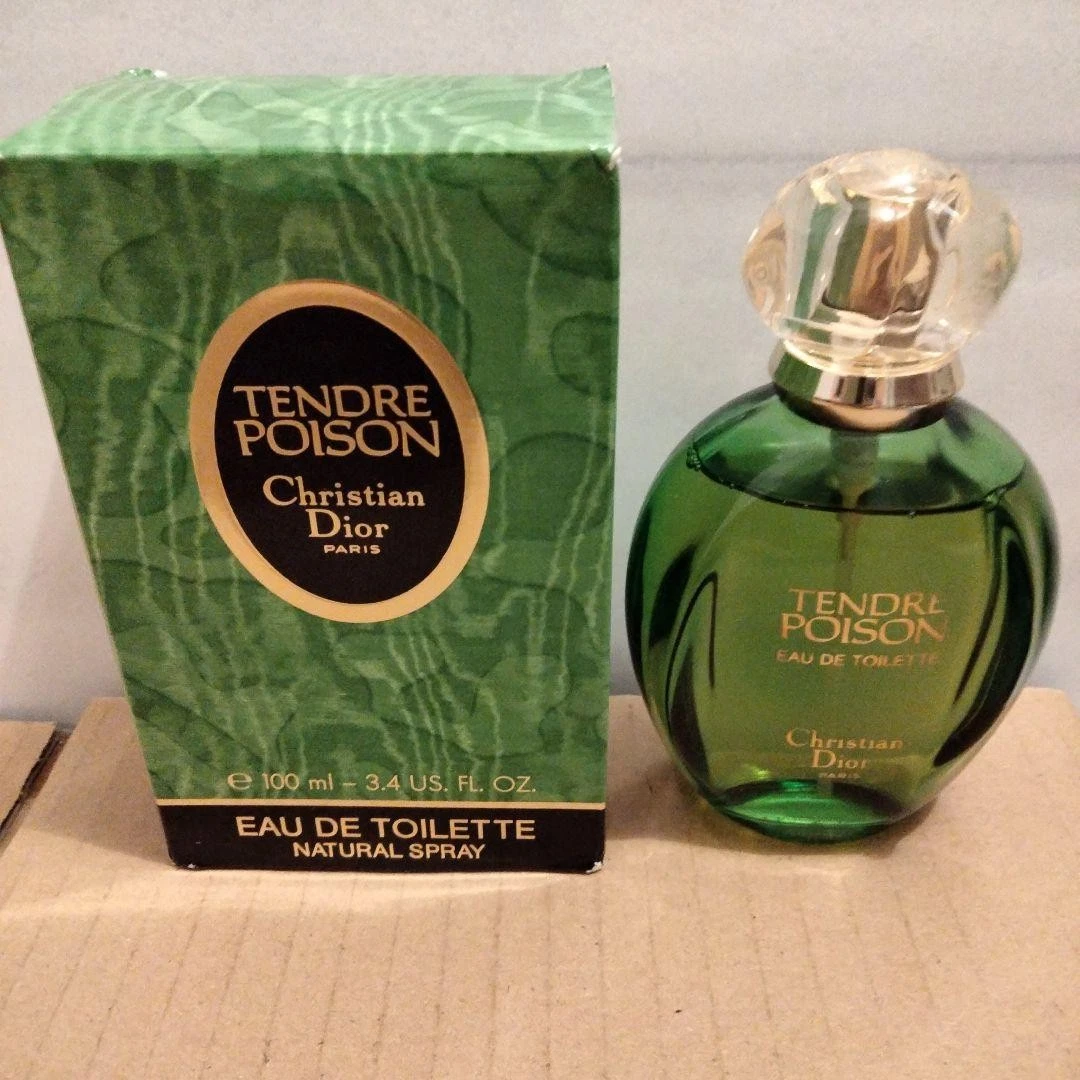 TENDRE
POISON
Christian
Dior
PARIS
℮ 100 ml – 3.4 US. FL. OZ.
EAU DE TOILETTE
NATURAL SPRAY
TENDRE
POISON
EAU DE TOILETTE
Christian
Dior
PARIS